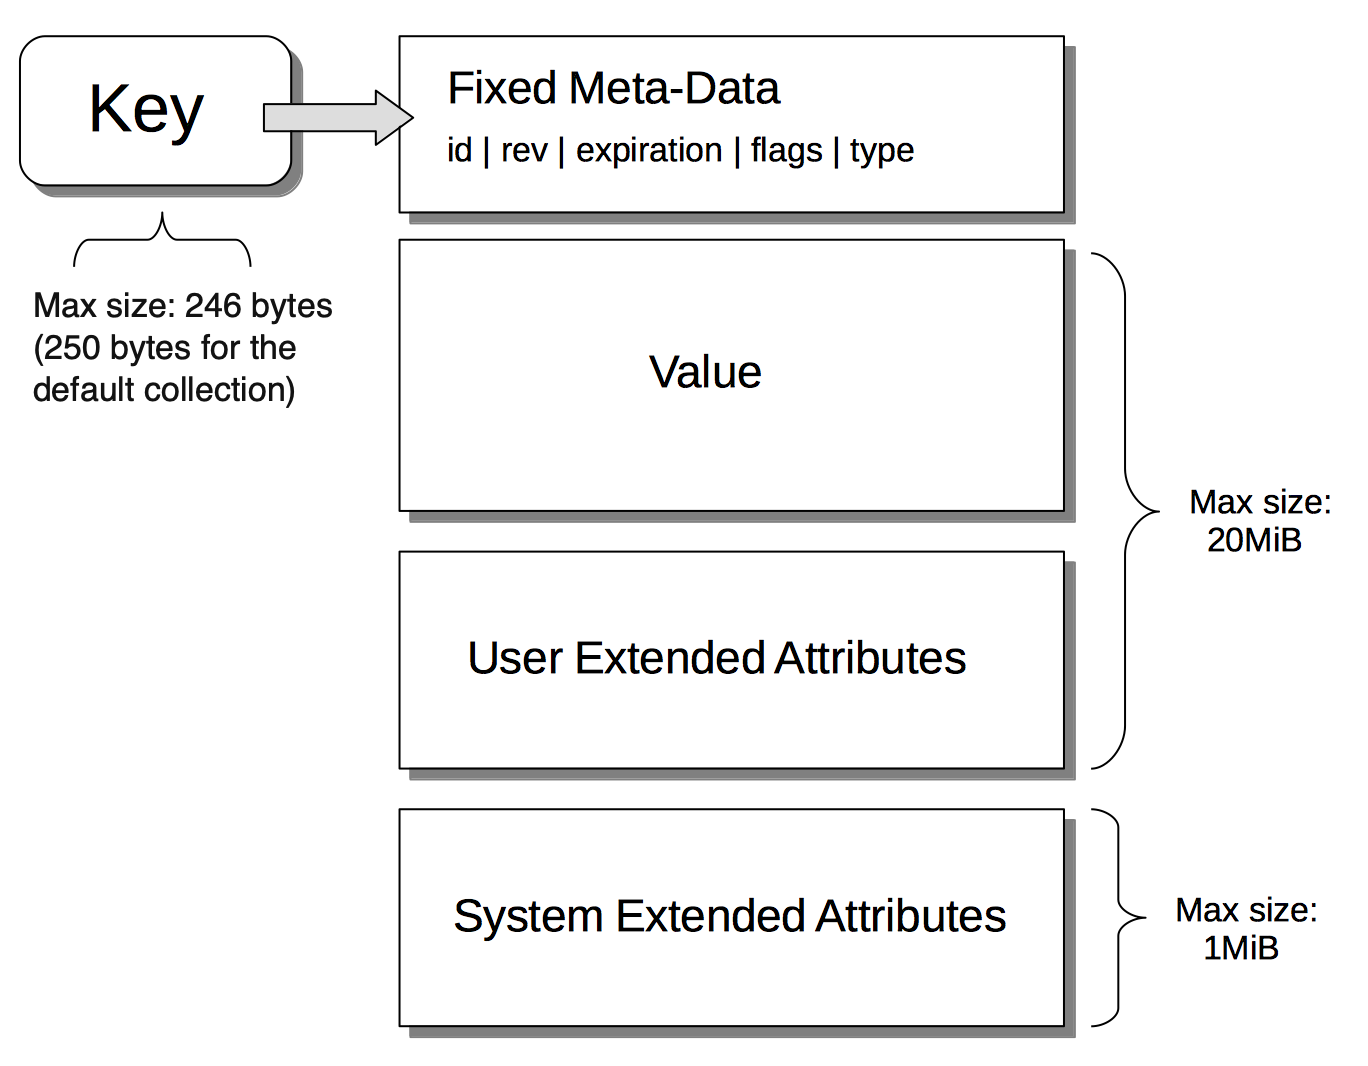 Key
Fixed Meta-Data
id | rev | expiration | flags | type
Max size: 246 bytes
(250 bytes for the
default collection)
Value
Max size:
20MiB
User Extended Attributes
System Extended Attributes
Max size:
1MiB